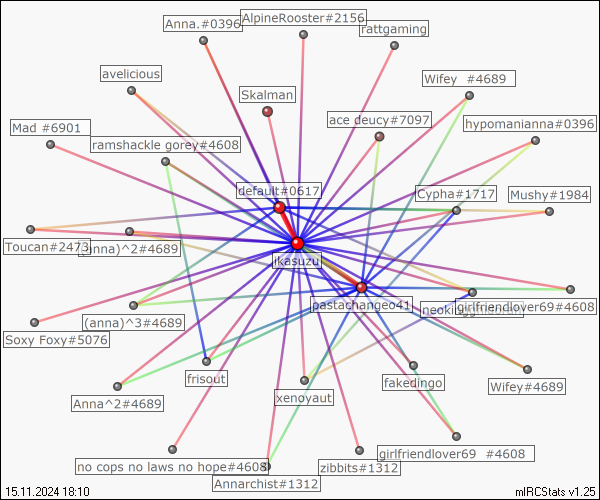 AlpineRooster#2156
Anna.#0396
rattgaming
avelicious
Wifey #4689
Skalman
ace deucy#7097
Mad #6901
hypomanianna#0396
ramshackle gorey#4608
default#0617
Cypha#1717
Mushy#1984
Toucan#2473
(anna)^2#4689
jkasuzu
pastachangeo41
girlfriendlover69#4608
(anna)^3#4689
Soxy Foxy#5076
frisout
fakedingo
Wifey#4689
xenoyaut
Anna^2#4689
girlfriendlover69 #4608
no cops no laws no hope#4608
zibbits#1312
Annarchist#1312
15.11.2024 18:10
mIRCStats v1.25